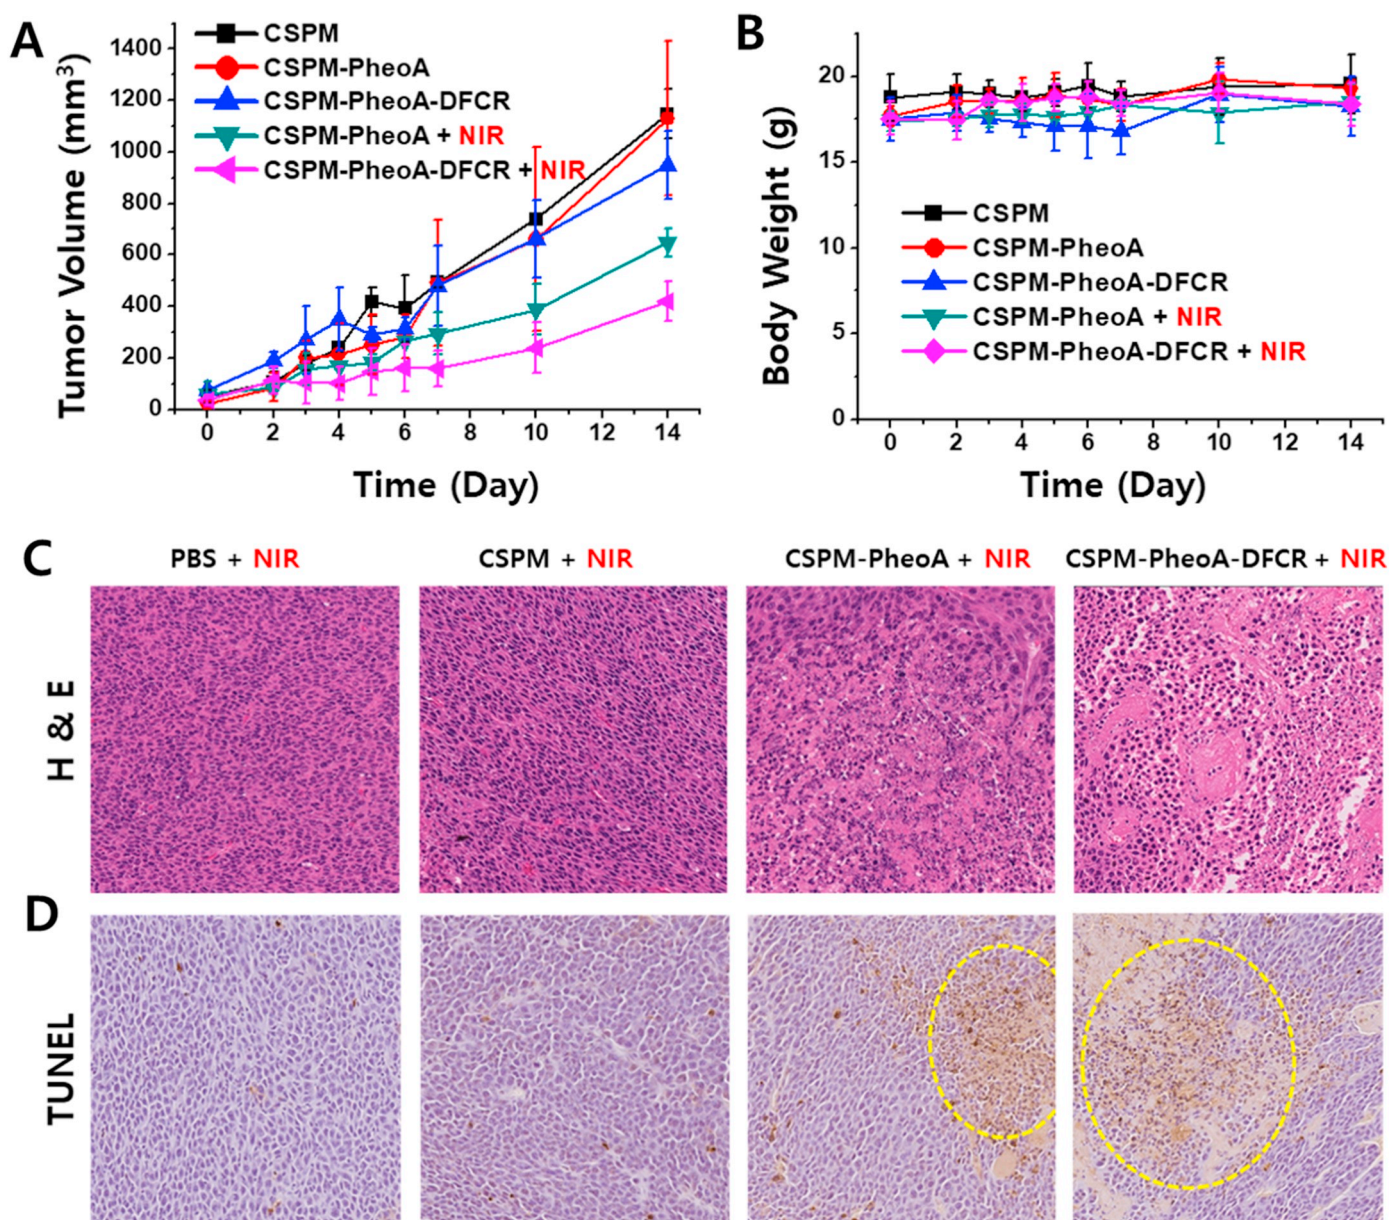 A
CSPM
CSPM-PheoA
CSPM-PheoA-DFCR
CSPM-PheoA + NIR
CSPM-PheoA-DFCR + NIR
Tumor Volume (mm³)
1400
1200
1000
800
600
400
200
0
0 2 4 6 8 10 12 14
Time (Day)
B
CSPM
CSPM-PheoA
CSPM-PheoA-DFCR
CSPM-PheoA + NIR
CSPM-PheoA-DFCR + NIR
Body Weight (g)
20
15
10
5
0
0 2 4 6 8 10 12 14
Time (Day)
C
PBS + NIR CSPM + NIR CSPM-PheoA + NIR CSPM-PheoA-DFCR + NIR
H & E
D
TUNEL